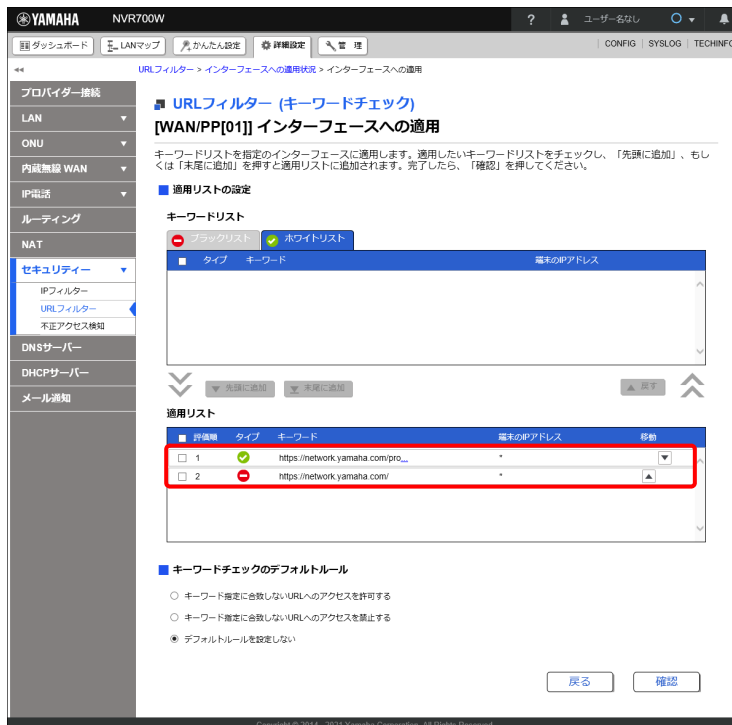 YAMAHA NVR700W ? ユーザー名なし
ダッシュボード LANマップ かんたん設定 詳細設定 管 理 CONFIG SYSLOG TECHINFO
URLフィルター > インターフェースへの適用状況 > インターフェースへの適用
プロバイダー接続
LAN
ONU
内蔵無線 WAN
IP電話
ルーティング
NAT
セキュリティー
IPフィルター
URLフィルター
不正アクセス検知
DNSサーバー
DHCPサーバー
メール通知
URLフィルター (キーワードチェック)
[WAN/PP[01]] インターフェースへの適用
キーワードリストを指定のインターフェースに適用します。適用したいキーワードリストをチェックし、「先頭に追加」、もし
くは「末尾に追加」を押すと適用リストに追加されます。完了したら、「確認」を押してください。
適用リストの設定
キーワードリスト
ブラックリスト ホワイトリスト
タイプ キーワード 端末のIPアドレス
先頭に追加 末尾に追加 戻す
適用リスト
評価順 タイプ キーワード 端末のIPアドレス 移動
1 https://network.yamaha.com/pro... *
2 https://network.yamaha.com/ *
キーワードチェックのデフォルトルール
キーワード指定に合致しないURLへのアクセスを許可する
キーワード指定に合致しないURLへのアクセスを禁止する
デフォルトルールを設定しない
戻る 確認
Copyright © 2014 - 2021 Yamaha Corporation. All Rights Reserved.